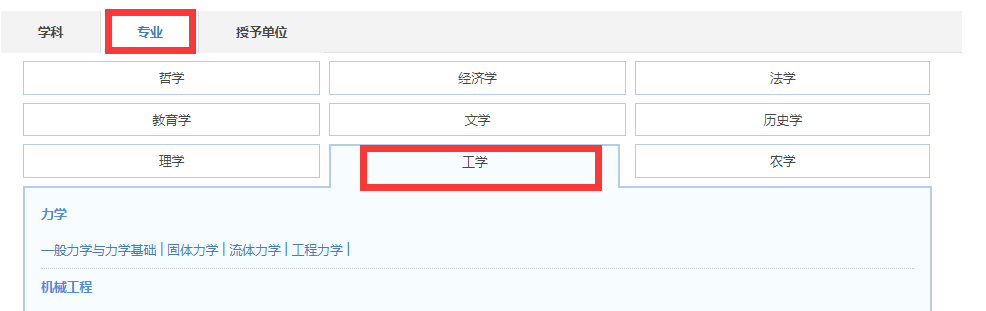 学科 专业 授予单位
哲学 经济学 法学
教育学 文学 历史学
理学 工学 农学
力学
一般力学与力学基础 | 固体力学 | 流体力学 | 工程力学 |
机械工程